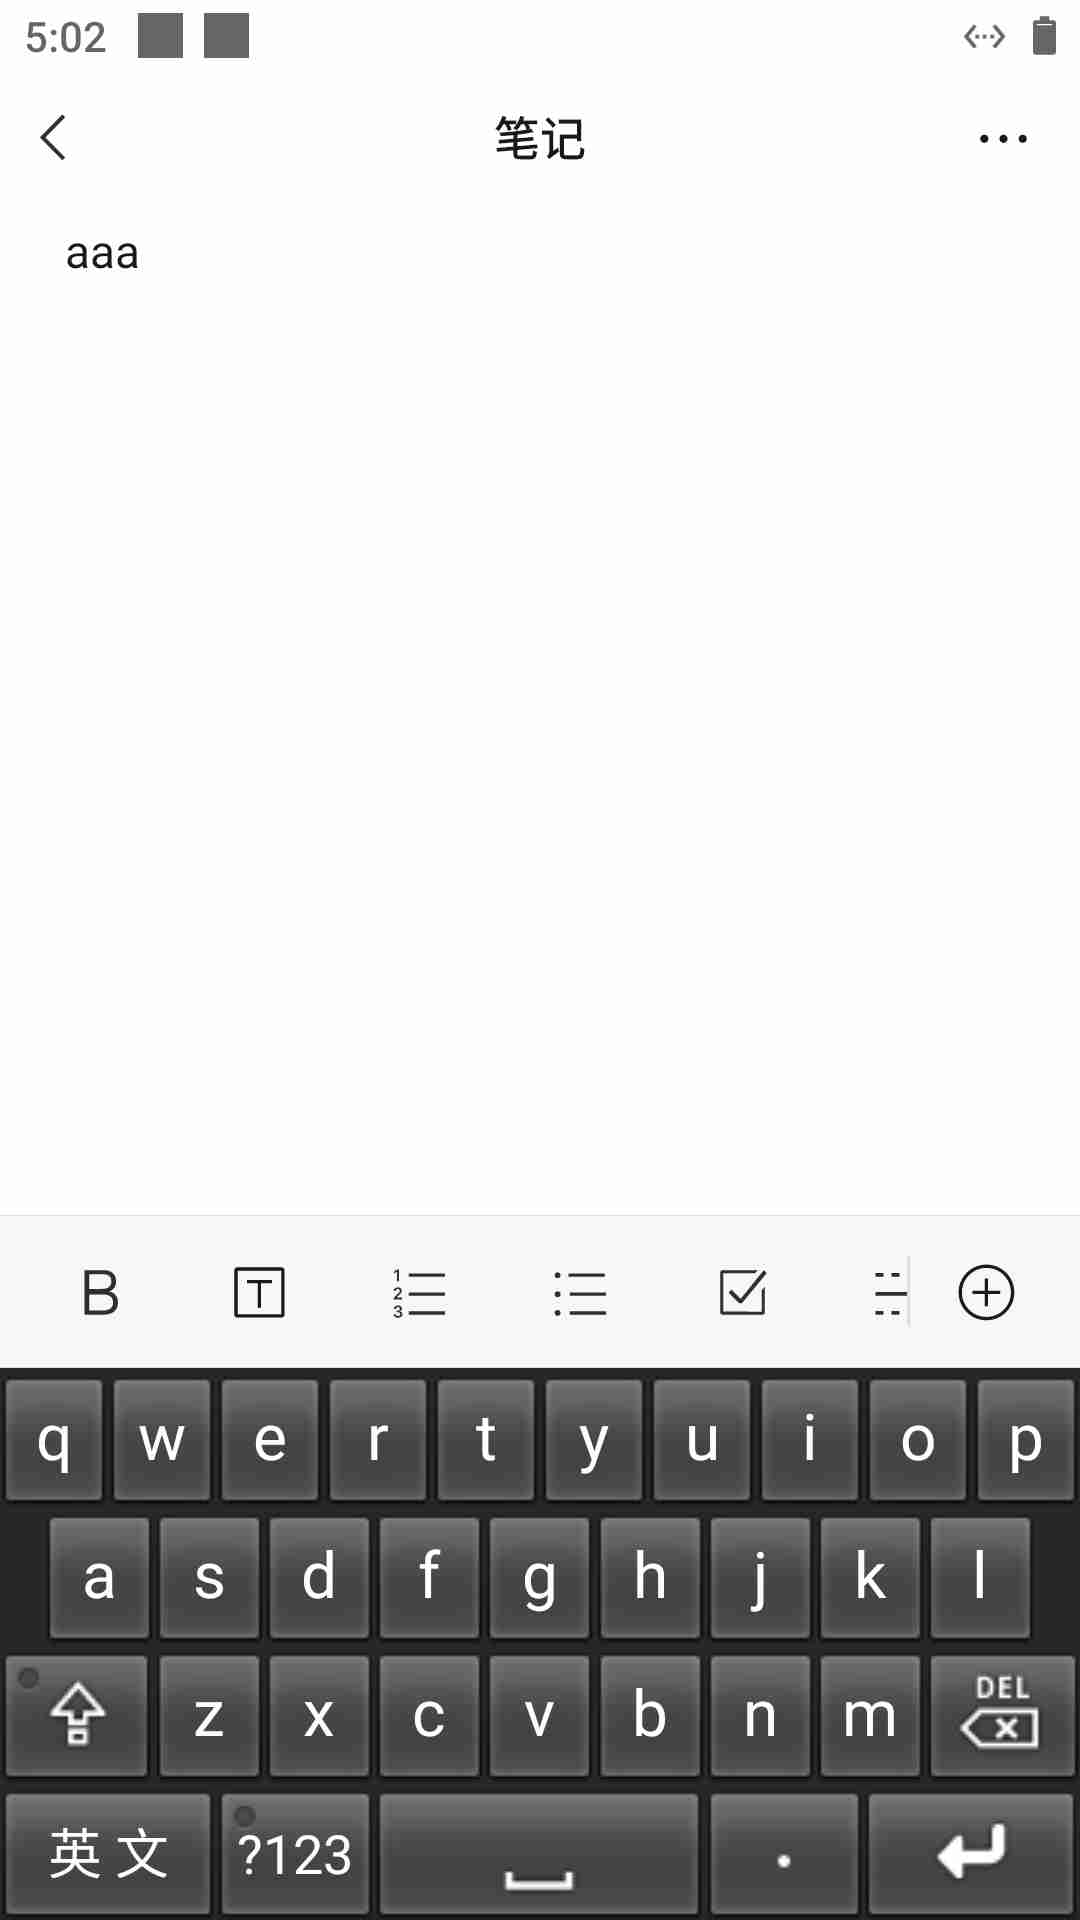 5:02
笔记
aaa
B T 1 2 3
q w e r t y u i o p
a s d f g h j k l
z x c v b n m DEL
英文 ?123 .